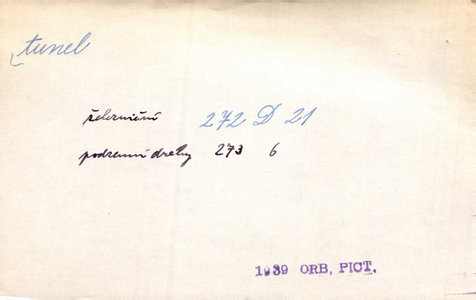 tunel
železniční 272 D 21
podzemní dráhy 273 6
1939 ORB. PICT.